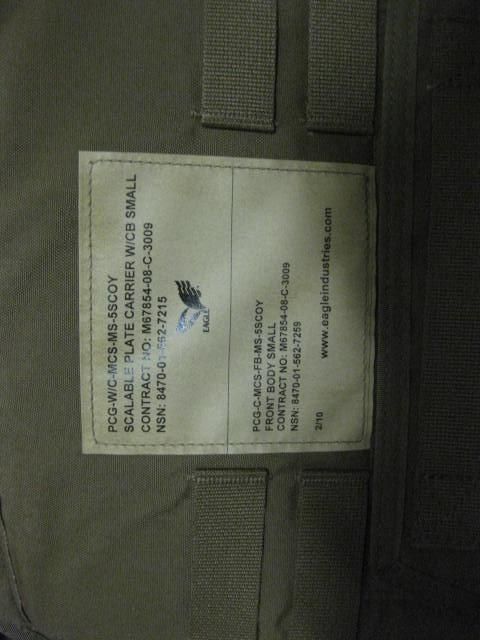 PCG-W/C-MCS-MS-5SCOY
SCALABLE PLATE CARRIER W/CB SMALL
CONTRACT NO: M67854-08-C-3009
NSN: 8470-01-562-7215
EAGLE
PCG-C-MCS-FB-MS-5SCOY
FRONT BODY SMALL
CONTRACT NO: M67854-08-C-3009
NSN: 8470-01-562-7259
2/10
www.eagleindustries.com